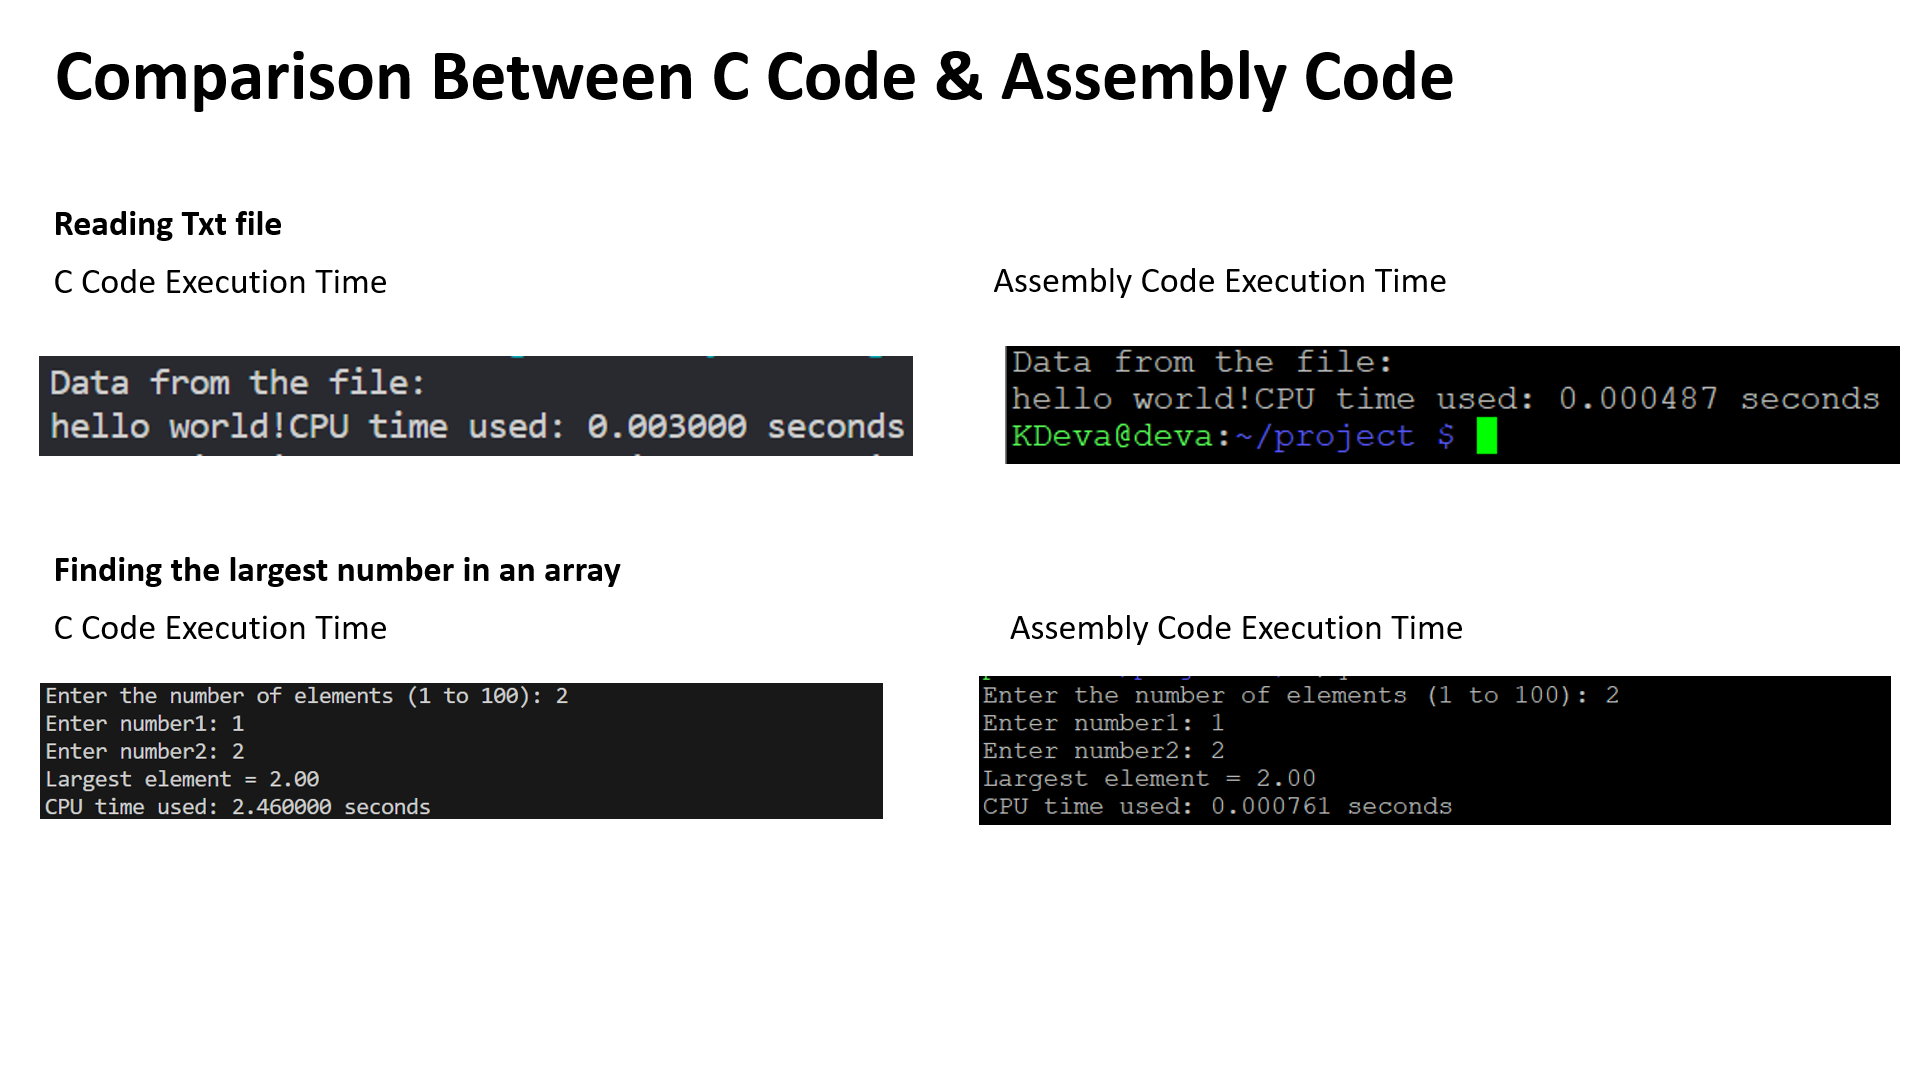 Comparison Between C Code & Assembly Code
Reading Txt file
C Code Execution Time
Data from the file:
hello world!CPU time used: 0.003000 seconds
Assembly Code Execution Time
Data from the file:
hello world!CPU time used: 0.000487 seconds
KDeva@deva:~/project $
Finding the largest number in an array
C Code Execution Time
Enter the number of elements (1 to 100): 2
Enter number1: 1
Enter number2: 2
Largest element = 2.00
CPU time used: 2.460000 seconds
Assembly Code Execution Time
Enter the number of elements (1 to 100): 2
Enter number1: 1
Enter number2: 2
Largest element = 2.00
CPU time used: 0.000761 seconds